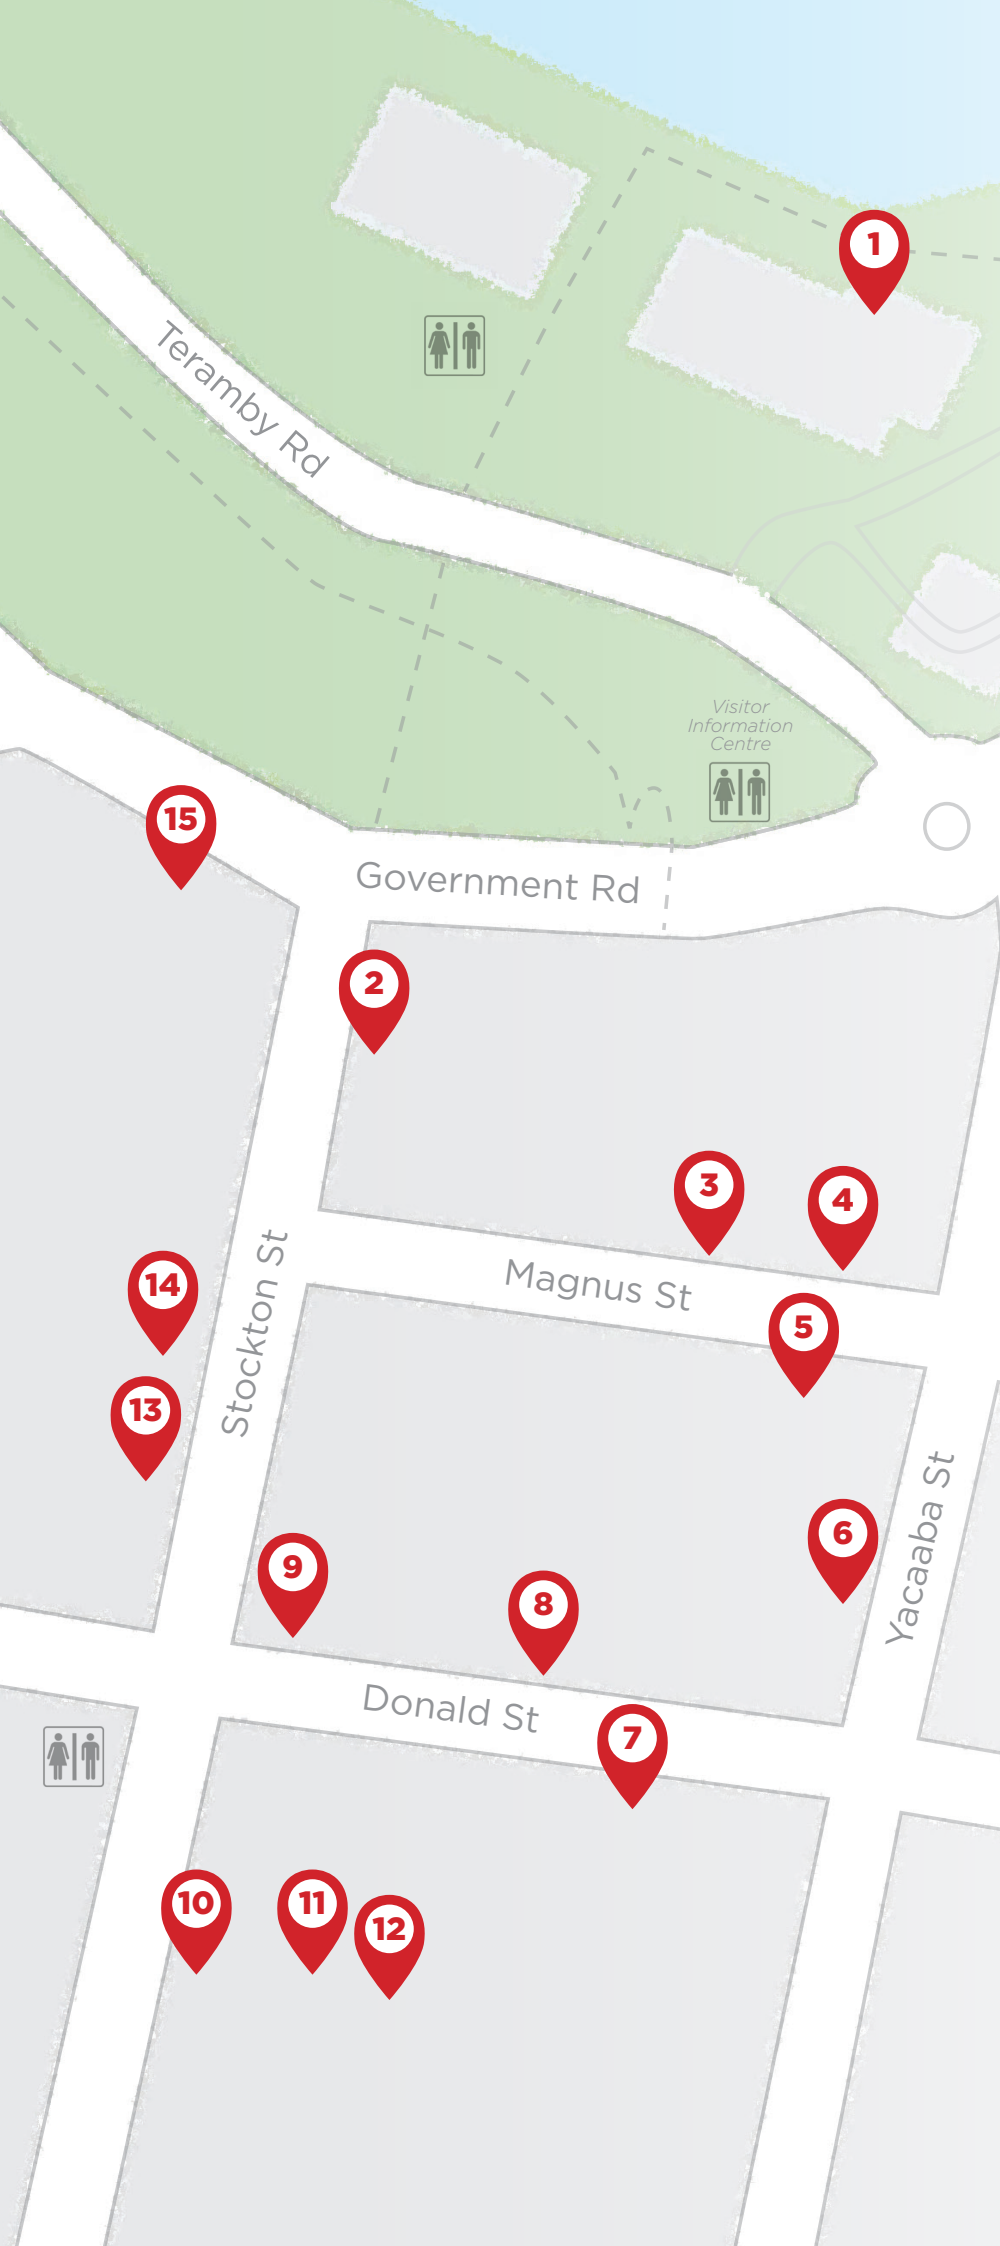 1
Teramby Rd
Visitor
Information
Centre
15
Government Rd
2
3
4
Magnus St
5
14
Stockton St
13
6
Yacaaba St
9
8
Donald St
7
10
11
12